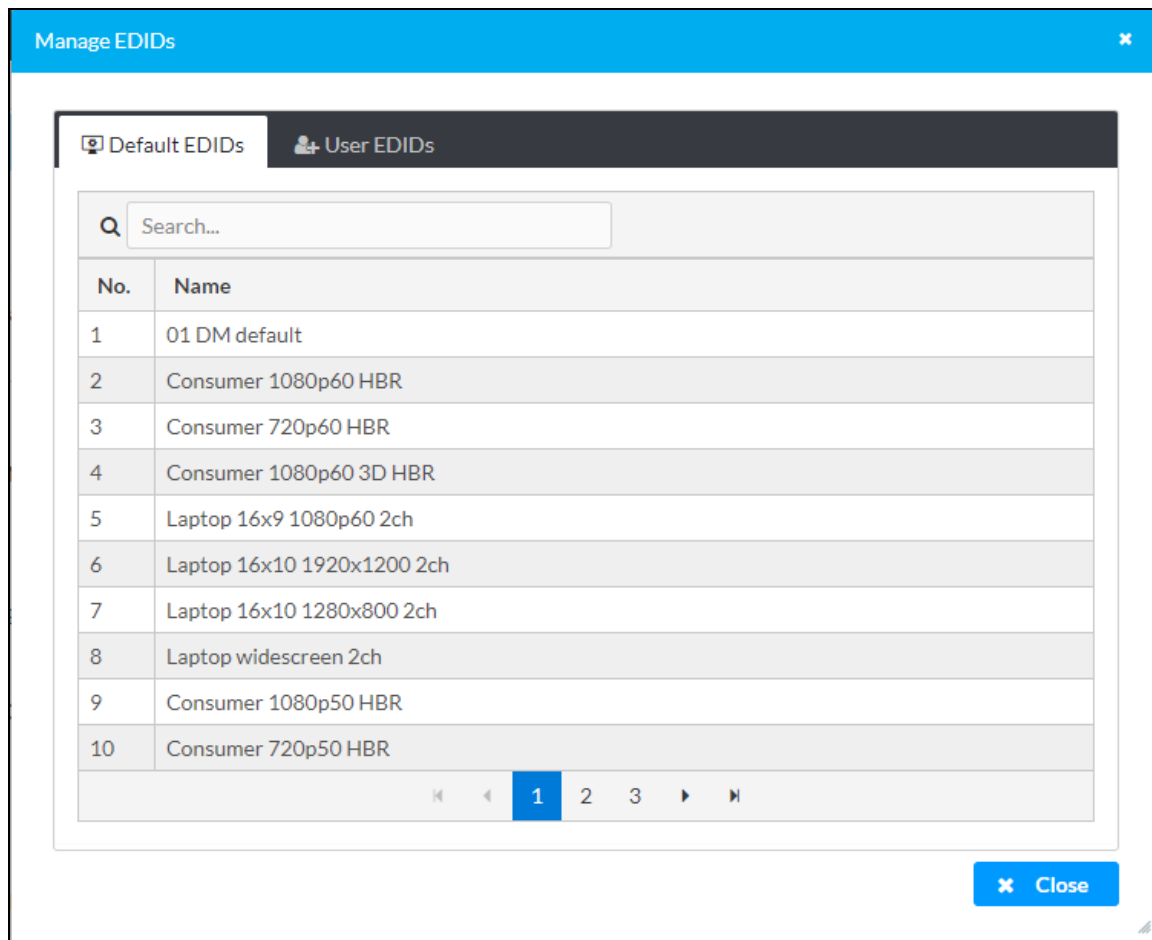 Manage EDIDs
Default EDIDs User EDIDs
Search...
No. Name
1 01 DM default
2 Consumer 1080p60 HBR
3 Consumer 720p60 HBR
4 Consumer 1080p60 3D HBR
5 Laptop 16x9 1080p60 2ch
6 Laptop 16x10 1920x1200 2ch
7 Laptop 16x10 1280x800 2ch
8 Laptop widescreen 2ch
9 Consumer 1080p50 HBR
10 Consumer 720p50 HBR
1 2 3
Close